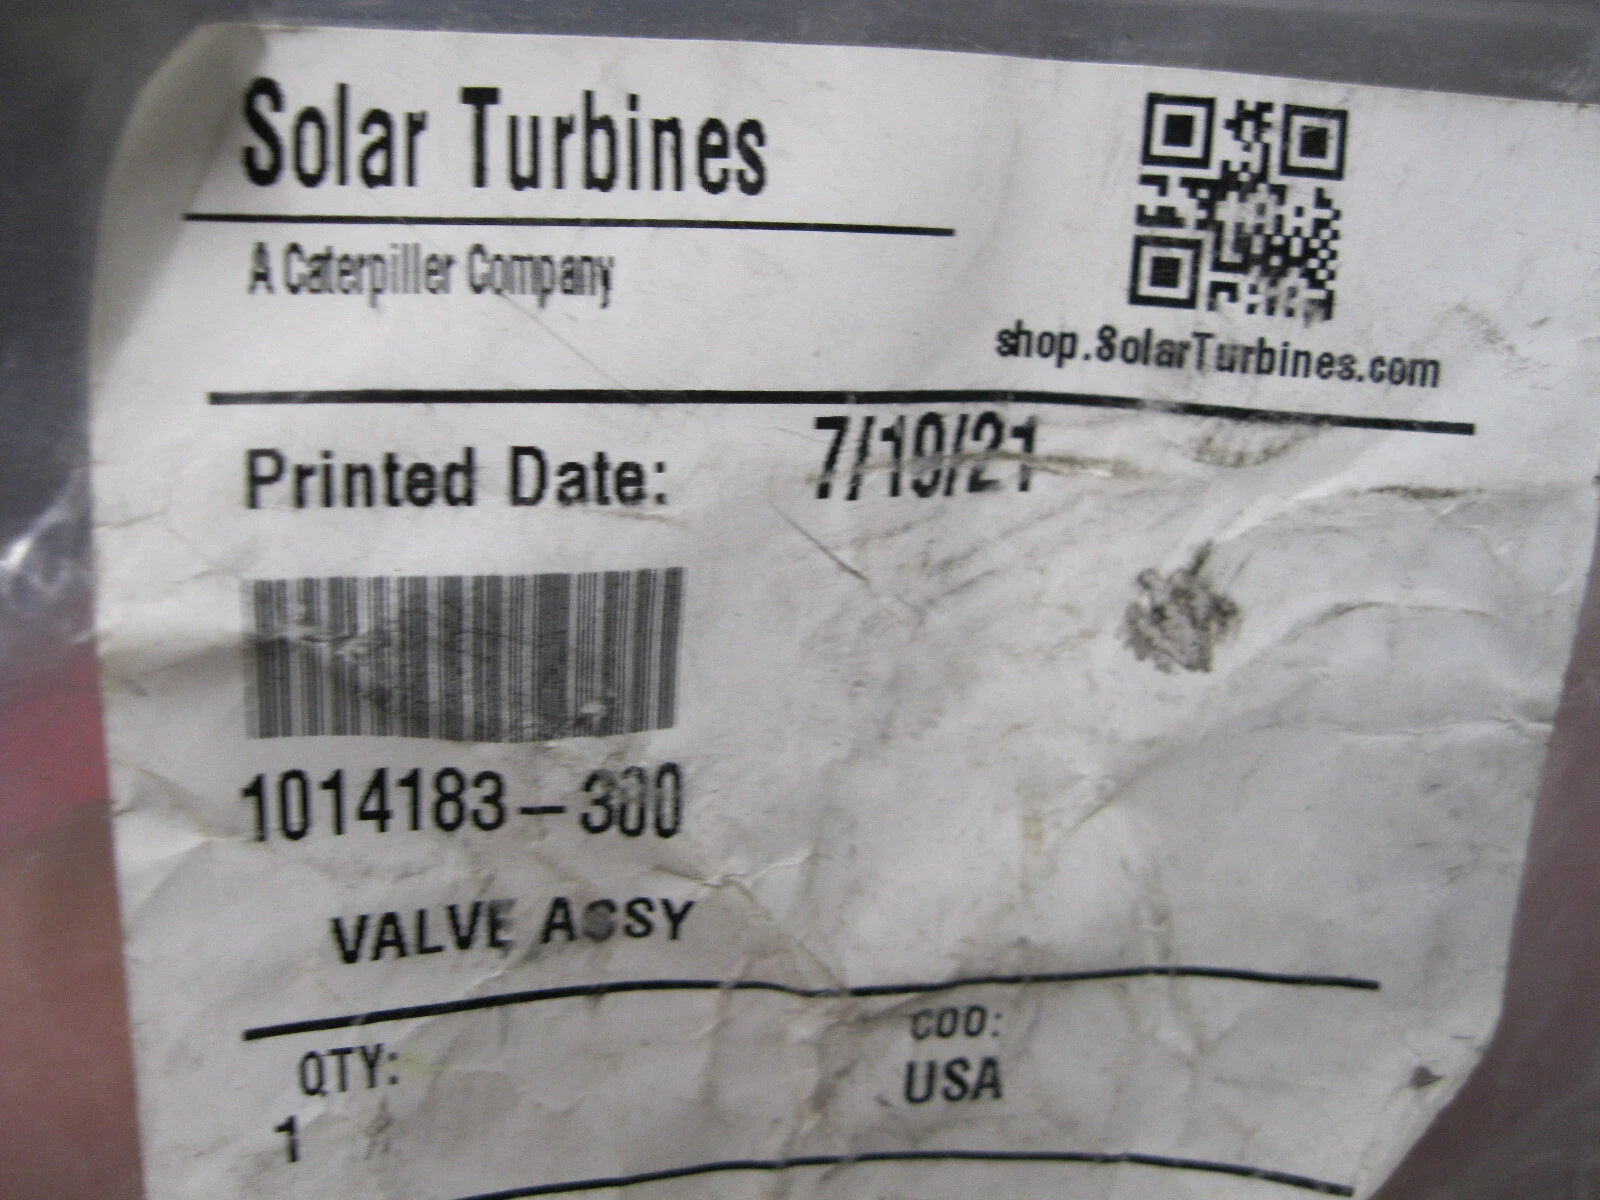 Solar Turbines
A Caterpiller Company
shop.SolarTurbines.com
Printed Date: 7/19/21
1014183-300
VALVE ASSY
QTY:
1
COO:
USA